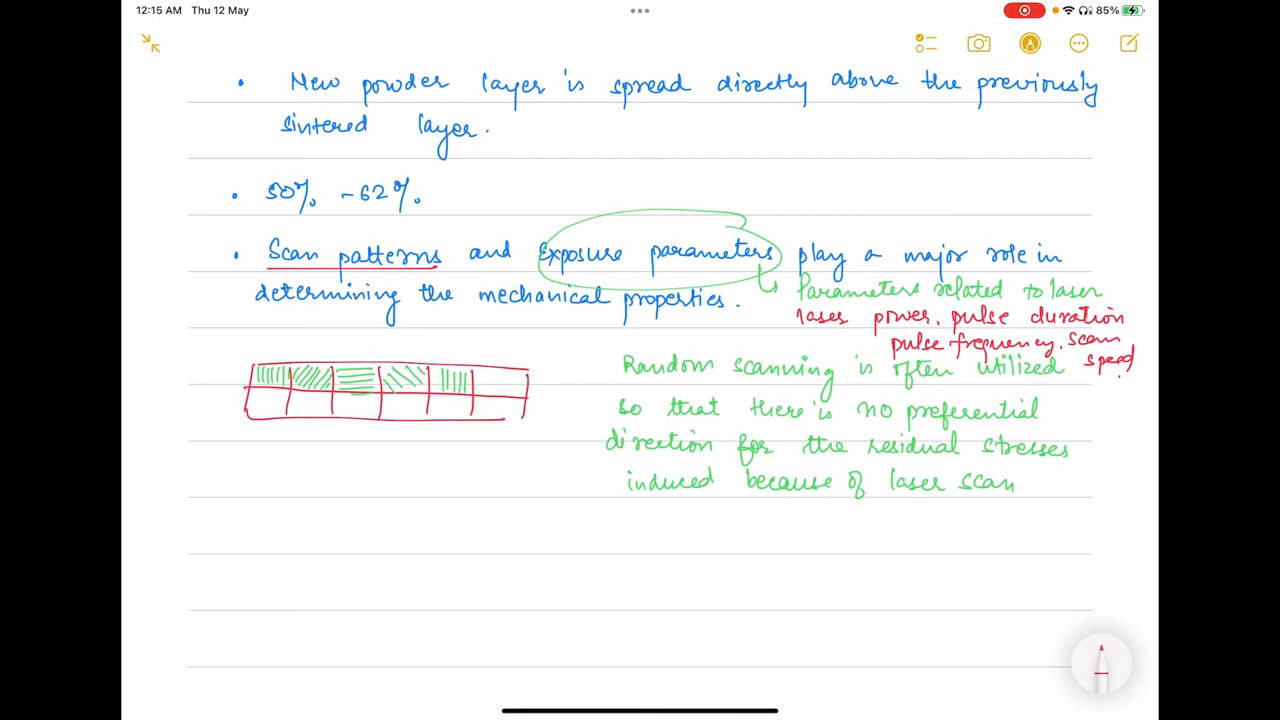 12:15 AM Thu 12 May
85%
• New powder layer is spread directly above the previously
sintered layer.
• 50% - 62%.
• Scan patterns and Exposure parameters play a major role in
determining the mechanical properties.
Parameters related to laser
laser power, pulse duration
pulse frequency, scan
speed
Random scanning is often utilized
so that there is no preferential
direction for the residual stresses
induced because of laser scan